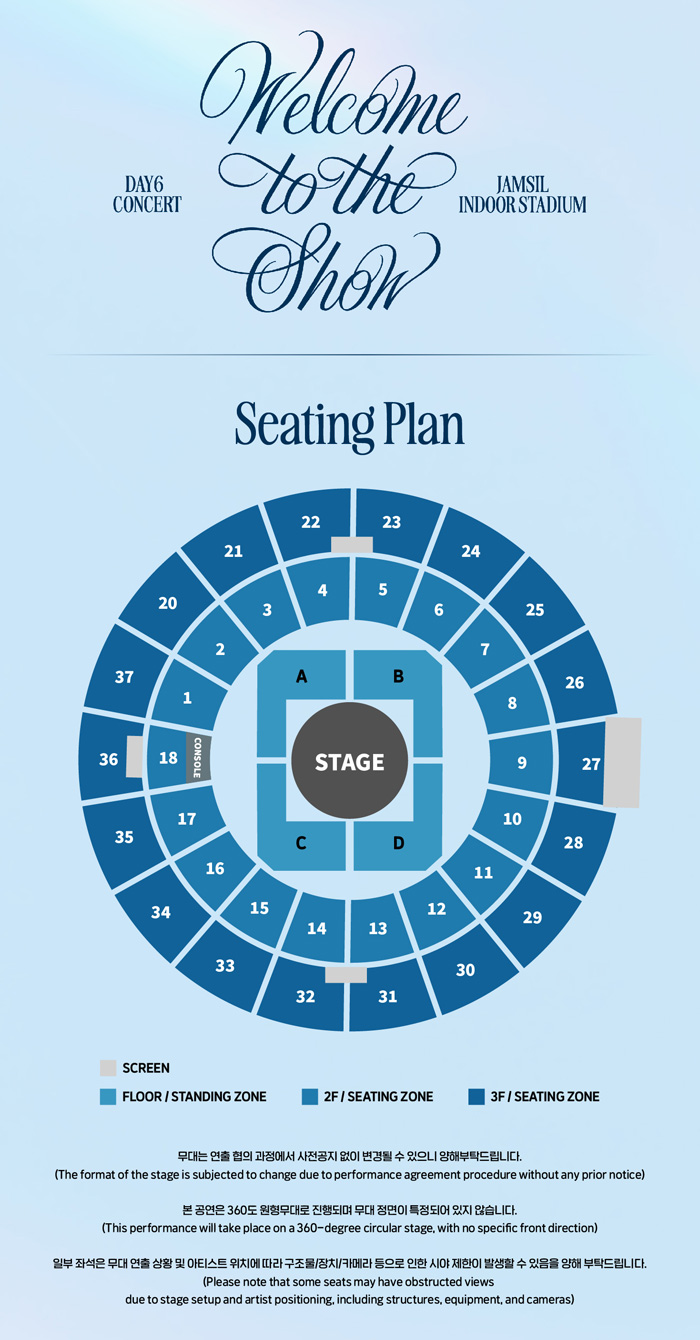 Welcome
to the
Show
DAY6
CONCERT
JAMSIL
INDOOR STADIUM
Seating Plan
22 23
21 24
20 25
4 5
3 6
2 7
37 26
1 8
A B
36 18 CONSOLE STAGE 9 27
17 10
35 28
C D
16 11
15 12
34 29
14 13
33 30
32 31
SCREEN
FLOOR / STANDING ZONE 2F / SEATING ZONE 3F / SEATING ZONE
무대는 연출 협의 과정에서 사전공지 없이 변경될 수 있으니 양해부탁드립니다.
(The format of the stage is subjected to change due to performance agreement procedure without any prior notice)
본 공연은 360도 원형무대로 진행되며 무대 정면이 특정되어 있지 않습니다.
(This performance will take place on a 360-degree circular stage, with no specific front direction)
일부 좌석은 무대 연출 상황 및 아티스트 위치에 따라 구조물/장치/카메라 등으로 인한 시야 제한이 발생할 수 있음을 양해 부탁드립니다.
(Please note that some seats may have obstructed views
due to stage setup and artist positioning, including structures, equipment, and cameras)